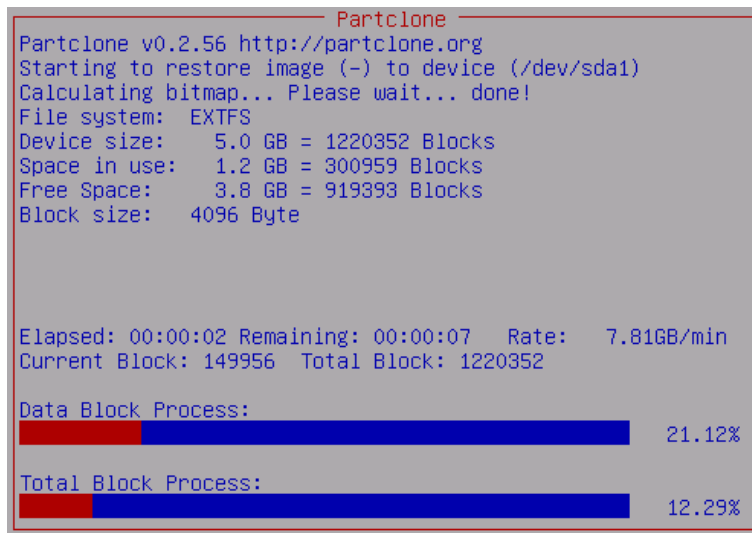 Partclone
Partclone v0.2.56 http://partclone.org
Starting to restore image (-) to device (/dev/sda1)
Calculating bitmap... Please wait... done!
File system:  EXTFS
Device size:    5.0 GB = 1220352 Blocks
Space in use:   1.2 GB = 300959 Blocks
Free Space:     3.8 GB = 919393 Blocks
Block size:   4096 Byte
Elapsed: 00:00:02 Remaining: 00:00:07   Rate:   7.81GB/min
Current Block: 149956  Total Block: 1220352
Data Block Process:
21.12%
Total Block Process:
12.29%